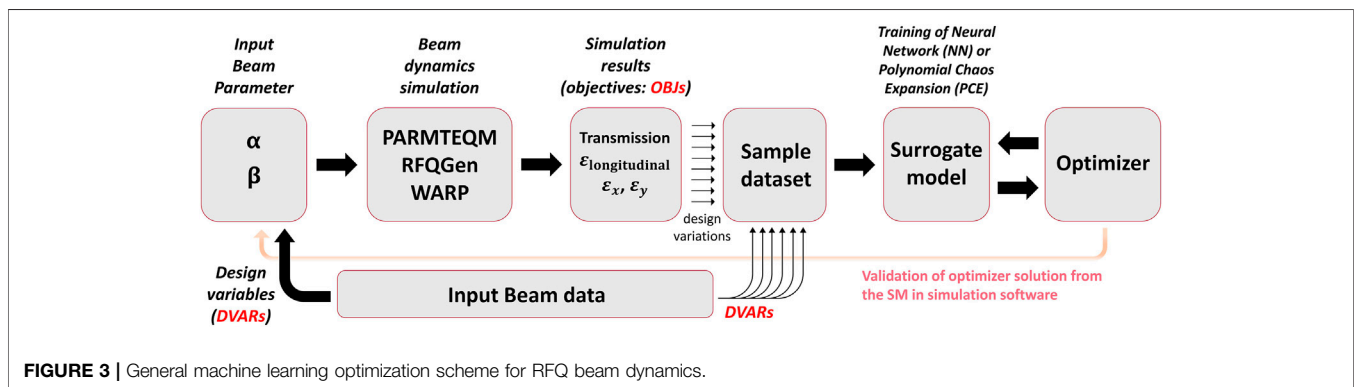 Input
Beam
Parameter
α
β
Beam
dynamics
simulation
PARMTEQM
RFQGen
WARP
Simulation
results
(objectives: OBJs)
Transmission
εlongitudinal
εx, εy
design
variations
Sample
dataset
Training of Neural
Network (NN) or
Polynomial Chaos
Expansion (PCE)
Surrogate
model
Optimizer
Design
variables
(DVARs)
Input Beam data
DVARs
Validation of optimizer solution from
the SM in simulation software
FIGURE 3 | General machine learning optimization scheme for RFQ beam dynamics.